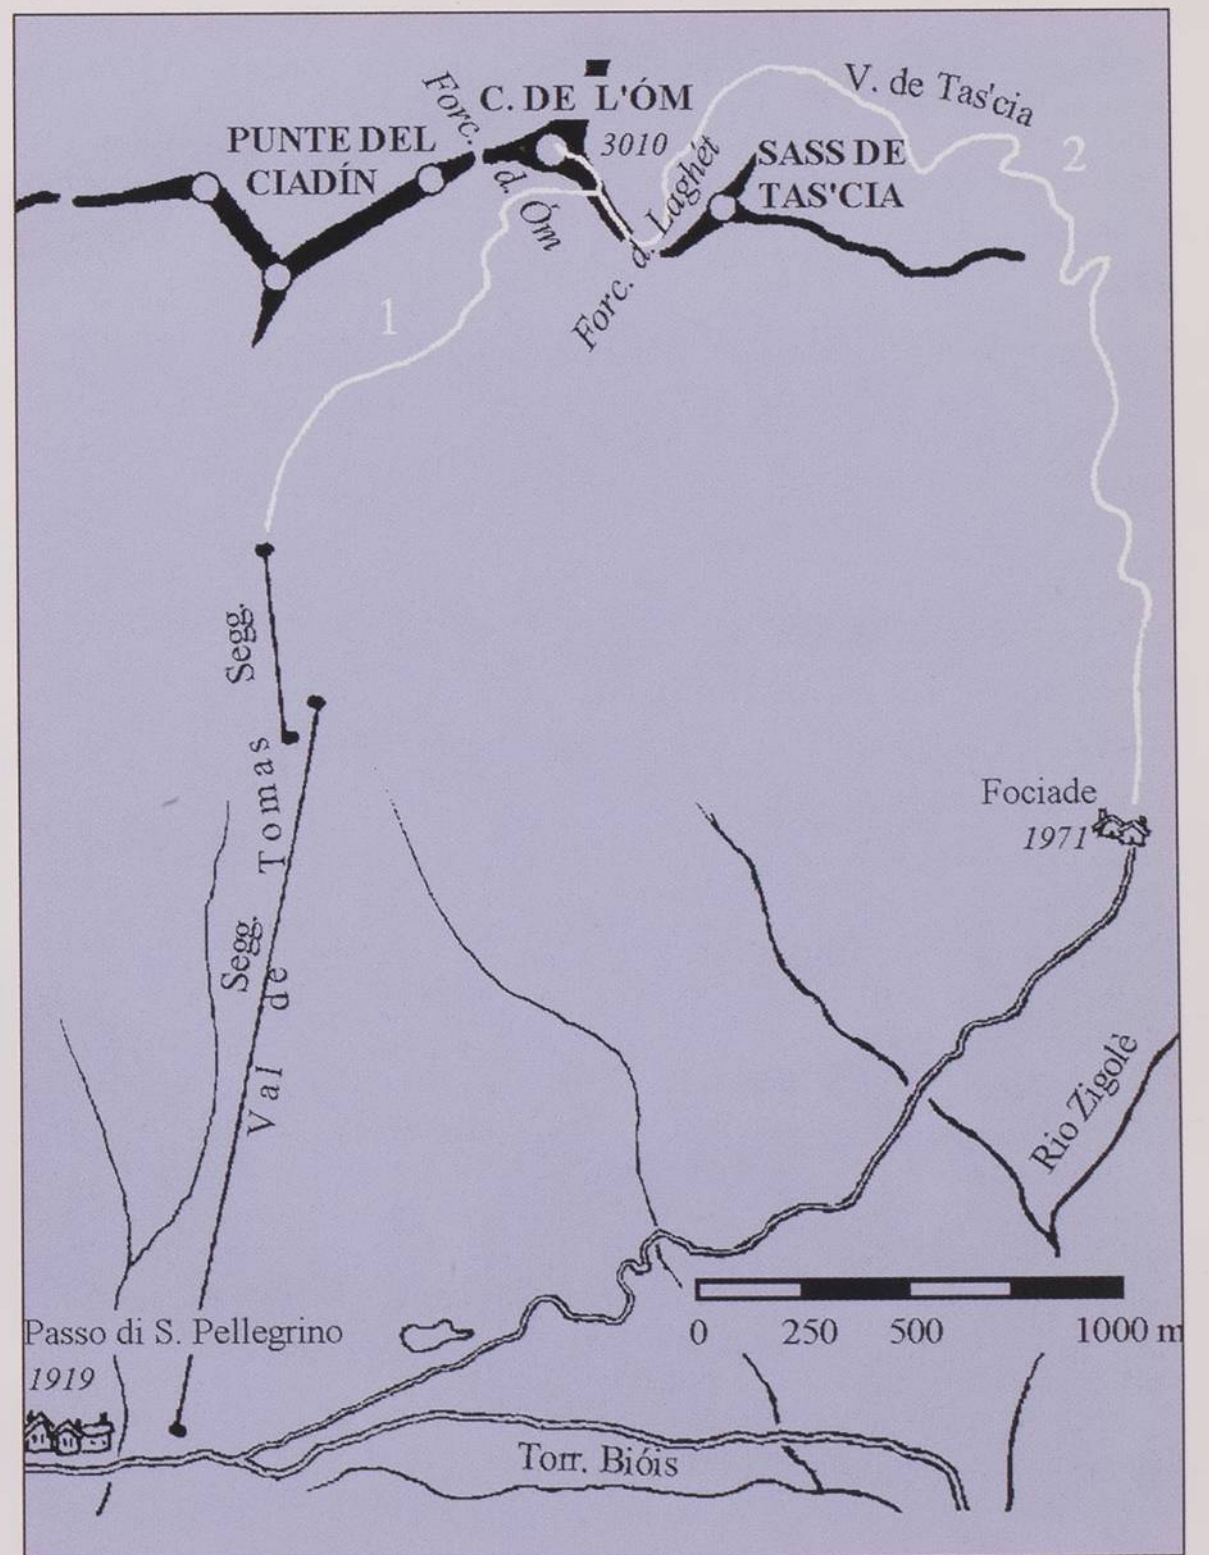 V. de Tas'cia
Forc. d. Óm
C. DE L'ÓM
3010
PUNTE DEL
CIADÍN
SASS DE
TAS'CIA
2
Forc. d. Laghét
1
Segg.
Segg.
Val de Tomas
Fociade
1971
Rio Zigolè
Passo di S. Pellegrino
1919
0 250 500 1000 m
Torr. Bióis